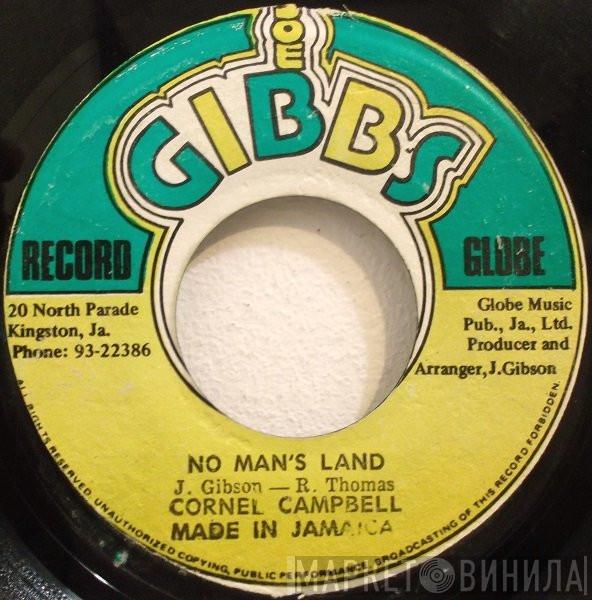 JOE
GIBBS
RECORD
GLOBE
20 North Parade
Kingston, Ja.
Phone: 93-22386
Globe Music
Pub., Ja., Ltd.
Producer and
Arranger, J.Gibson
NO MAN'S LAND
J. Gibson — R. Thomas
CORNEL CAMPBELL
MADE IN JAMAICA
ALL RIGHTS RESERVED. UNAUTHORIZED COPYING, PUBLIC PERFORMANCE, BROADCASTING OF THIS RECORD FORBIDDEN.
МАРКЕТ ВИНИЛА